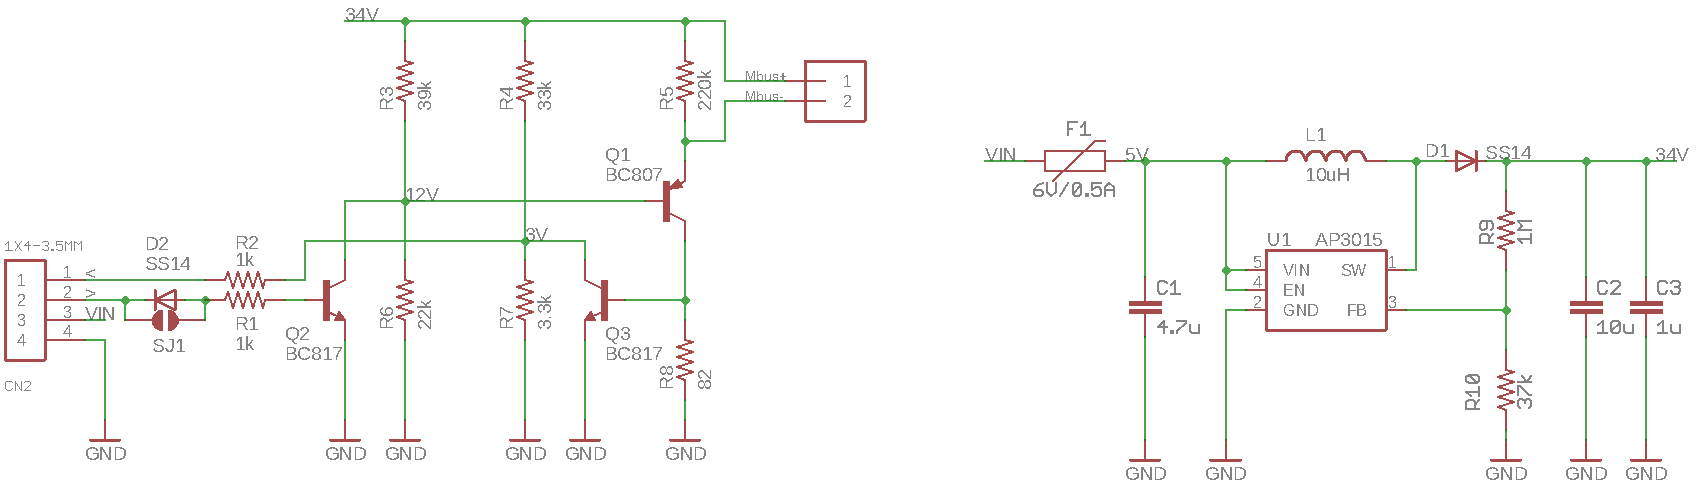 34V
R3
39k
R4
33k
R5
220k
Mbus+
Mbus-
1
2
Q1
BC807
12V
3V
1X4-3.5MM
1
2
3
4
1
2
3
4
<
>
VIN
CN2
D2
SS14
SJ1
R2
1k
R1
1k
Q2
BC817
R6
22k
R7
3.3k
Q3
BC817
R8
82
GND
GND
GND
GND
GND
GND
VIN
F1
6V/0.5A
5V
L1
10uH
D1
SS14
34V
R9
1M
U1
AP3015
5
4
2
VIN
EN
GND
SW
FB
1
3
C1
4.7u
C2
10u
C3
1u
R10
37k
GND
GND
GND
GND
GND